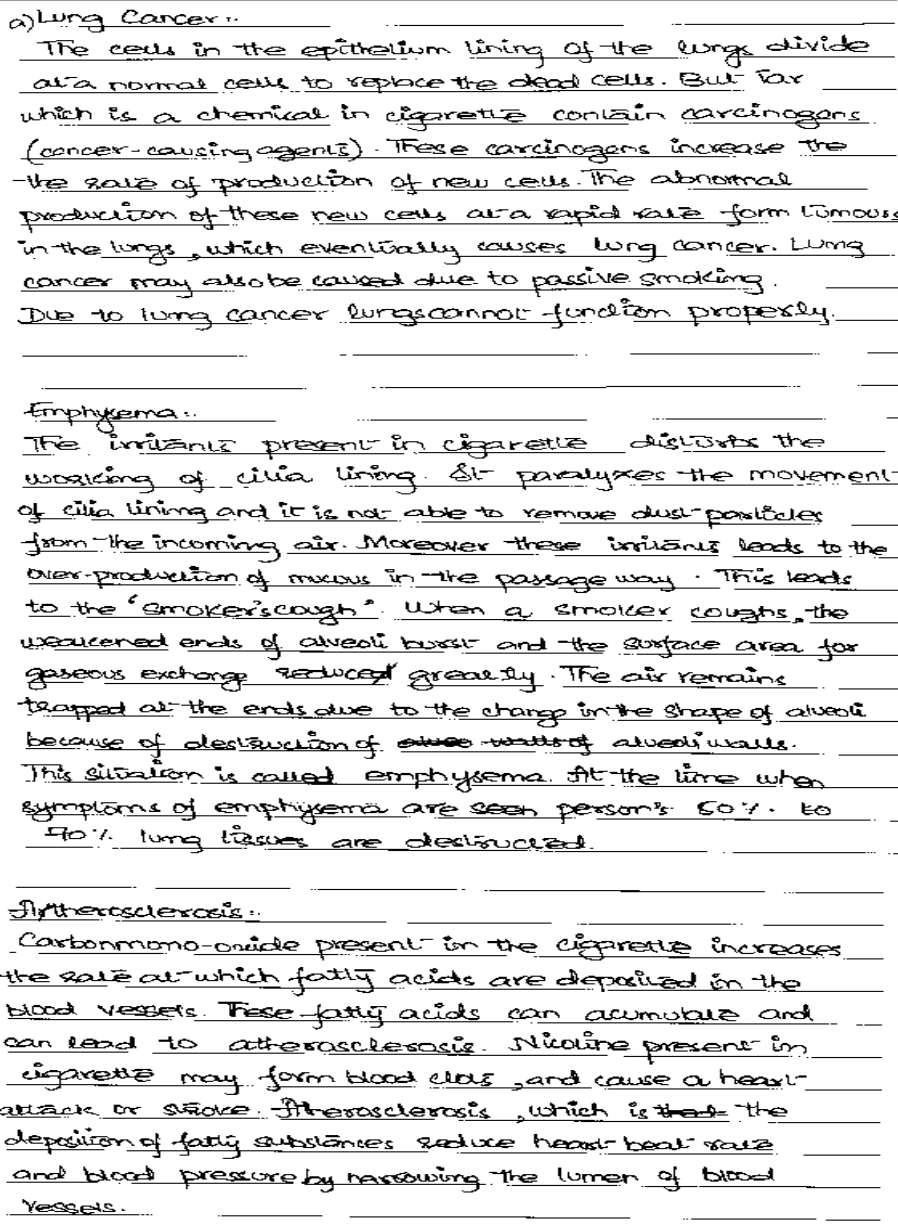 a) Lung Cancer:.
The cells in the epithelium lining of the lungs divide
at a normal cells to replace the dead cells. But Tar
which is a chemical in cigarette contain carcinogens
(cancer-causing agents). These carcinogens increase the
the rate of production of new cells. The abnormal
production of these new cells at a rapid rate form tumours
in the lungs, which eventually causes lung cancer. Lung
cancer may also be caused due to passive smoking.
Due to lung cancer lungs cannot function properly.
Emphysema:.
The irritants present in cigarette disturbs the
working of cilia lining. It paralyzes the movement
of cilia lining and it is not able to remove dust particles
from the incoming air. Moreover these irritants leads to the
over-production of mucous in the passage way. This leads
to the "smoker's cough". When a smoker coughs, the
weakened ends of alveoli burst and the surface area for
gaseous exchange reduced greatly. The air remains
trapped at the ends due to the change in the shape of alveoli
because of destruction of alveoli walls.
This situation is called emphysema. At the time when
symptoms of emphysema are seen person's 50%. to
70%. lung tissues are destructed.
Artherosclerosis:.
Carbonmono-oxide present in the cigarette increases
the rate at which fatty acids are deposited in the
blood vessels. These fatty acids can acumulate and
can lead to atherosclerosis. Nicotine present in
cigarette may form blood clots, and cause a heart
attack or stroke. Atherosclerosis, which is the
deposition of fatty substances reduce heart beat rate
and blood pressure by narrowing the lumen of blood
vessels.